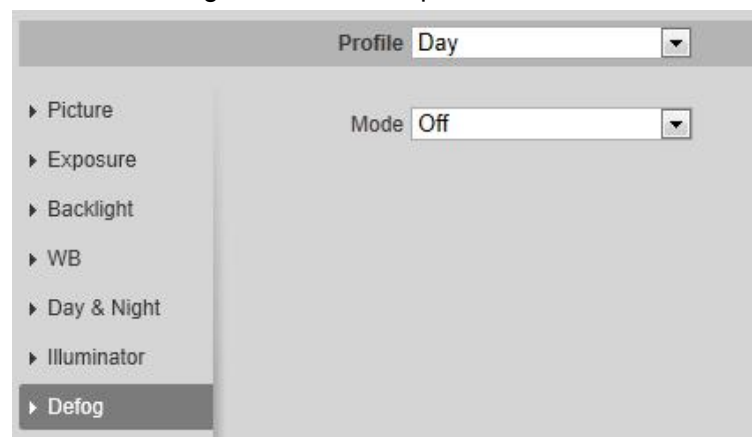 Profile Day
Picture
Mode Off
Exposure
Backlight
WB
Day & Night
Illuminator
Defog